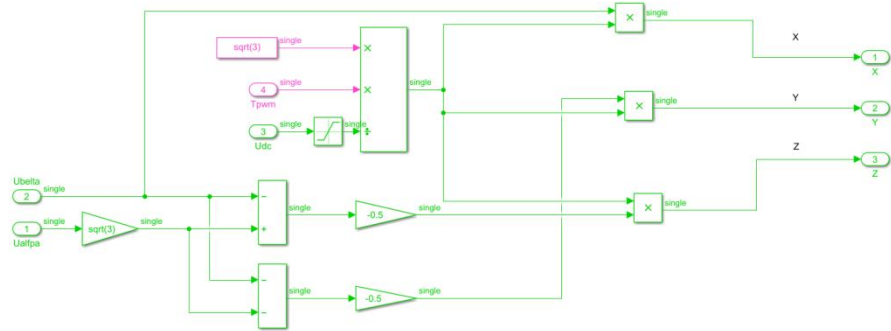 single
X
sqrt(3)
single
×
×
single
1
X
4
single
×
single
Y
Tpwm
×
2
Y
3
single
single
÷
single
Udc
Z
3
Z
Ubelta
single
2
−
single
×
single
-0.5
single
1
single
sqrt(3)
single
+
Ualfpa
−
single
-0.5
single
−